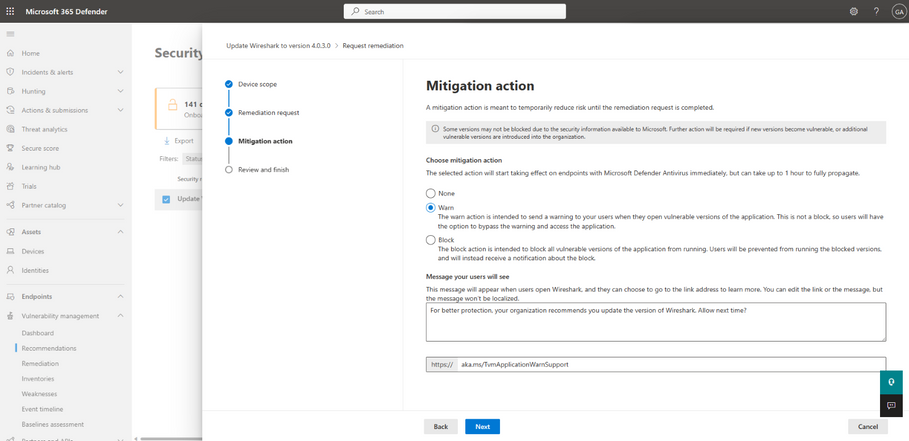 Microsoft 365 Defender
Search
GA
Home
Incidents & alerts
Hunting
Actions & submissions
Threat analytics
Secure score
Learning hub
Trials
Partner catalog
Assets
Devices
Identities
Endpoints
Vulnerability management
Dashboard
Recommendations
Remediation
Inventories
Weaknesses
Event timeline
Baselines assessment
Partners and APIs
Security
141
Onbo
Export
Filters: Status
Security r
Update
Update Wireshark to version 4.0.3.0 > Request remediation
Device scope
Remediation request
Mitigation action
Review and finish
Mitigation action
A mitigation action is meant to temporarily reduce risk until the remediation request is completed.
Some versions may not be blocked due to the security information available to Microsoft. Further action will be required if new versions become vulnerable, or additional
vulnerable versions are introduced into the organization.
Choose mitigation action
The selected action will start taking effect on endpoints with Microsoft Defender Antivirus immediately, but can take up to 1 hour to fully propagate.
None
Warn
The warn action is intended to send a warning to your users when they open vulnerable versions of the application. This is not a block, so users will have
the option to bypass the warning and access the application.
Block
The block action is intended to block all vulnerable versions of the application from running. Users will be prevented from running the blocked versions,
and will instead receive a notification about the block.
Message your users will see
This message will appear when users open Wireshark, and they can choose to go to the link address to learn more. You can edit the link or the message, but
the message won't be localized.
For better protection, your organization recommends you update the version of Wireshark. Allow next time?
https:// aka.ms/TvmApplicationWarnSupport
Back
Next
Cancel